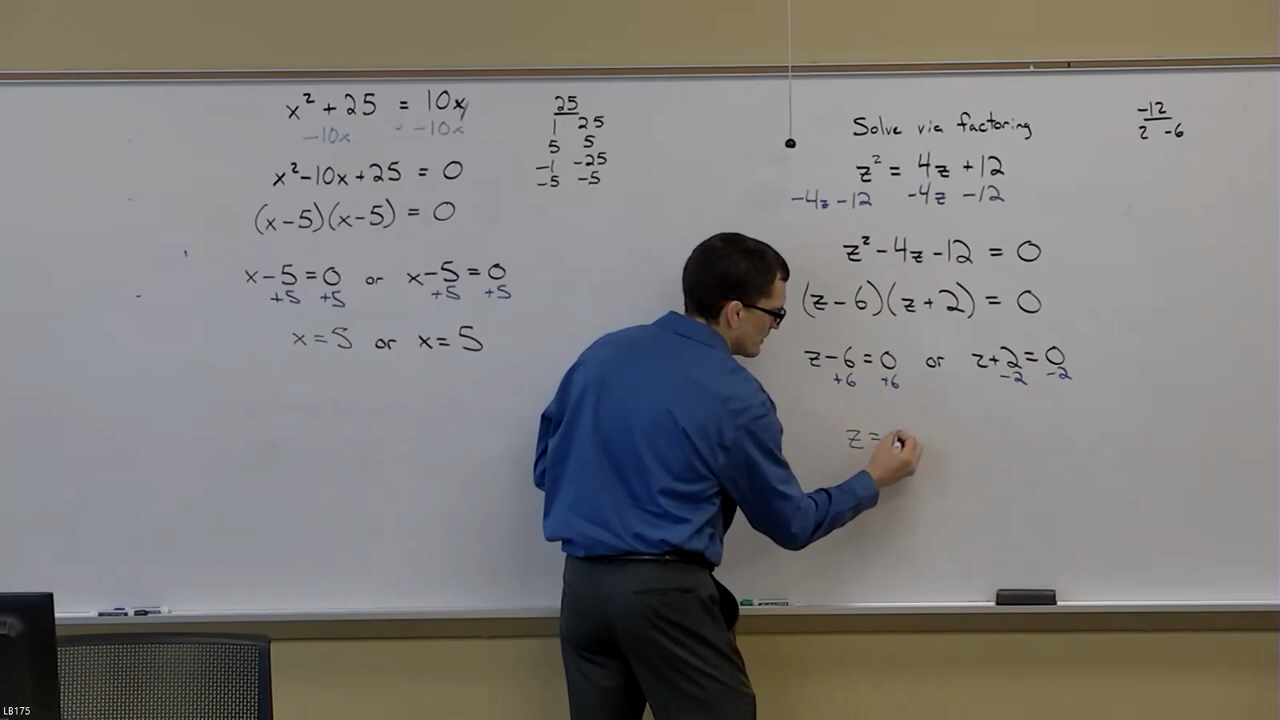 x² + 25 = 10x
-10x -10x
x² - 10x + 25 = 0
(x - 5)(x - 5) = 0
x - 5 = 0 or x - 5 = 0
+5 +5 +5 +5
x = 5 or x = 5
25
1 25
5 5
-1 -25
-5 -5
Solve via factoring
z² = 4z + 12
-4z - 12 -4z - 12
z² - 4z - 12 = 0
(z - 6)(z + 2) = 0
z - 6 = 0 or z + 2 = 0
+6 +6 -2 -2
z =
-12
2 -6
LB175